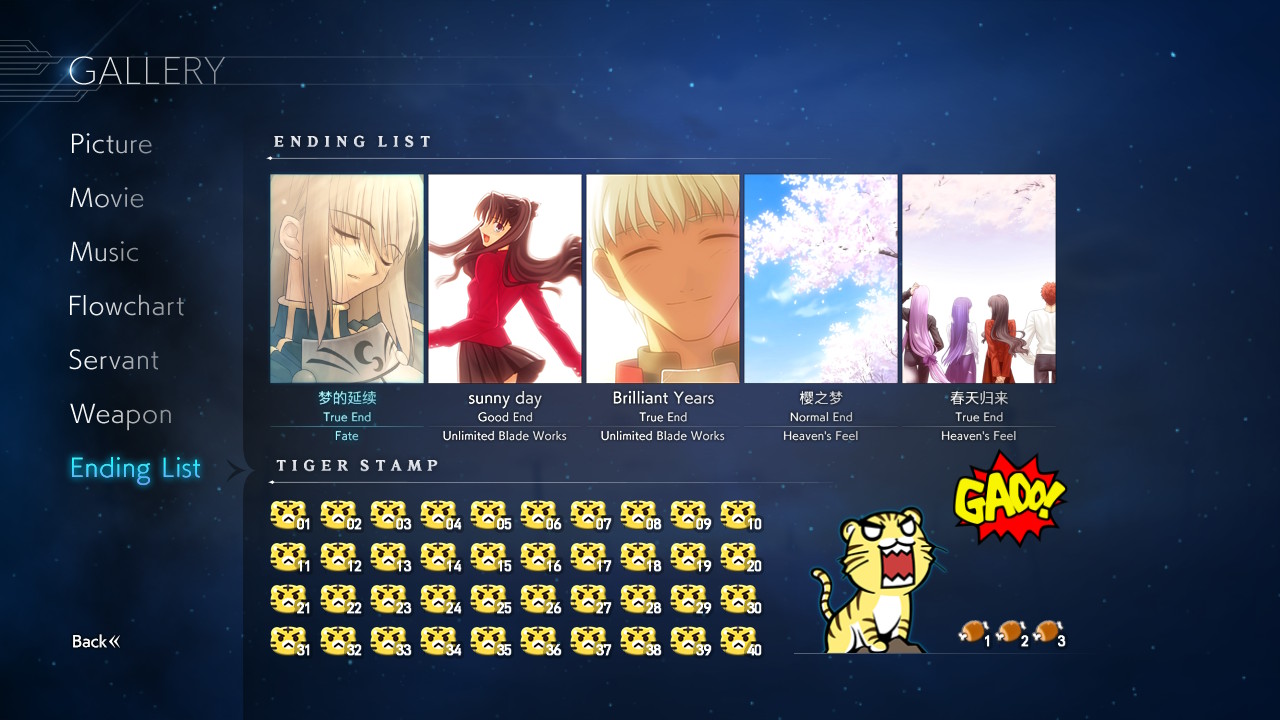 GALLERY
Picture
Movie
Music
Flowchart
Servant
Weapon
Ending List
Back«
ENDING LIST
梦的延续
True End
Fate
sunny day
Good End
Unlimited Blade Works
Brilliant Years
True End
Unlimited Blade Works
樱之梦
Normal End
Heaven's Feel
春天归来
True End
Heaven's Feel
TIGER STAMP
01 02 03 04 05 06 07 08 09 10
11 12 13 14 15 16 17 18 19 20
21 22 23 24 25 26 27 28 29 30
31 32 33 34 35 36 37 38 39 40
GAOO!
1 2 3